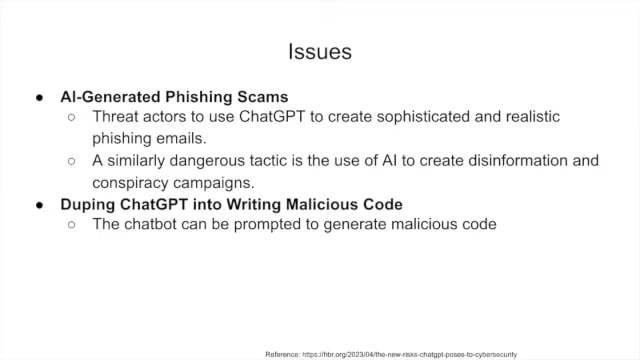 Issues
● AI-Generated Phishing Scams
○ Threat actors to use ChatGPT to create sophisticated and realistic
phishing emails.
○ A similarly dangerous tactic is the use of AI to create disinformation and
conspiracy campaigns.
● Duping ChatGPT into Writing Malicious Code
○ The chatbot can be prompted to generate malicious code
Reference: https://hbr.org/2023/04/the-new-risks-chatgpt-poses-to-cybersecurity